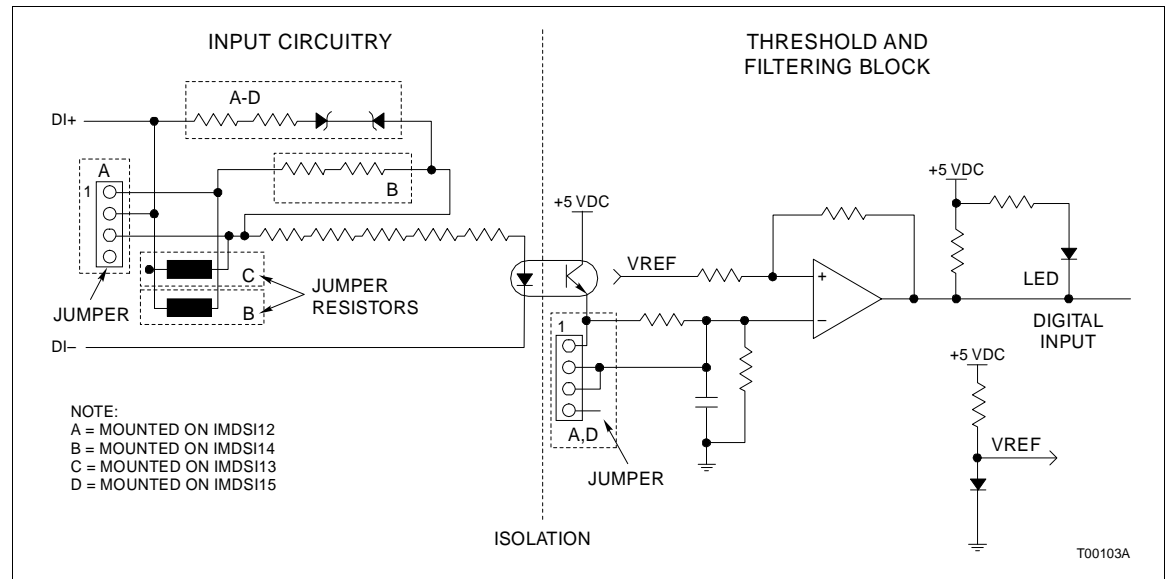 INPUT CIRCUITRY
THRESHOLD AND
FILTERING BLOCK
A-D
DI+
A
1
B
+5 VDC
+5 VDC
VREF
+
–
LED
C
B
JUMPER
RESISTORS
JUMPER
DI–
1
DIGITAL
INPUT
+5 VDC
NOTE:
A = MOUNTED ON IMDSI12
B = MOUNTED ON IMDSI14
C = MOUNTED ON IMDSI13
D = MOUNTED ON IMDSI15
A,D
JUMPER
VREF
ISOLATION
T00103A